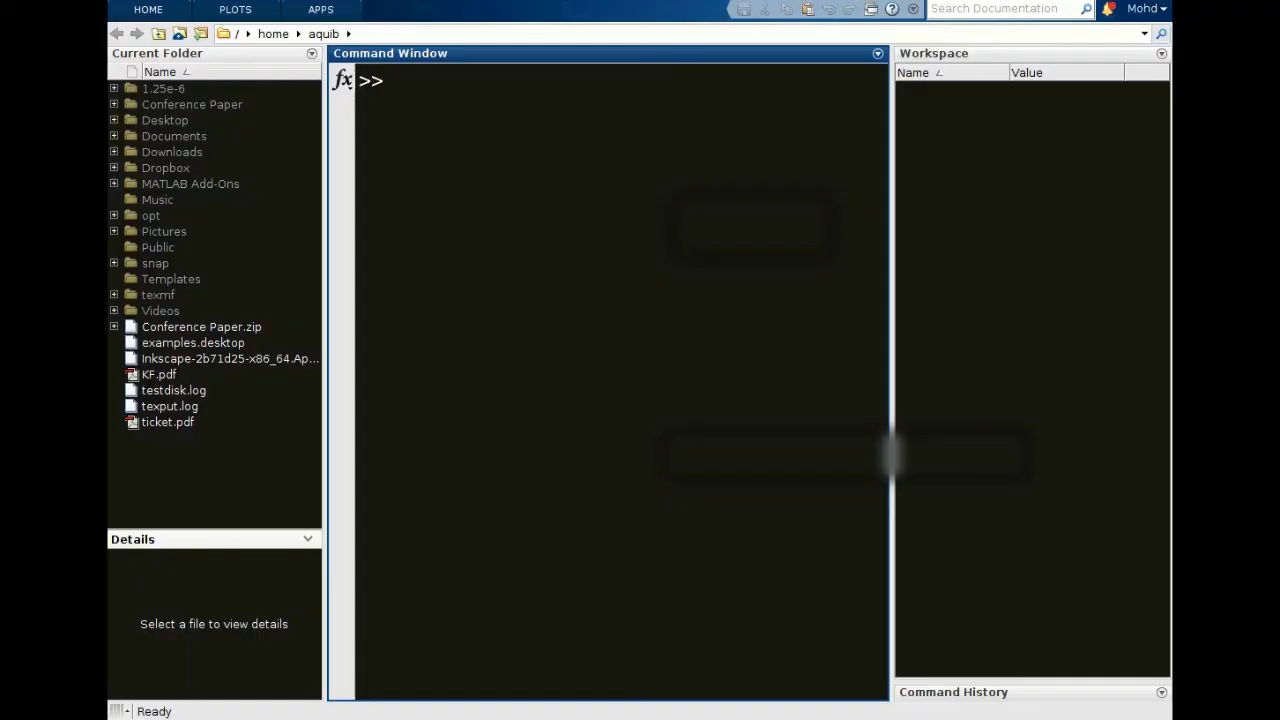 HOME PLOTS APPS Search Documentation Mohd
/ home aquib
Current Folder
Name
1.25e-6
Conference Paper
Desktop
Documents
Downloads
Dropbox
MATLAB Add-Ons
Music
opt
Pictures
Public
snap
Templates
texmf
Videos
Conference Paper.zip
examples.desktop
Inkscape-2b71d25-x86_64.Ap...
KF.pdf
testdisk.log
texput.log
ticket.pdf
Details
Select a file to view details
Ready
Command Window
fx >>
Workspace
Name Value
Command History